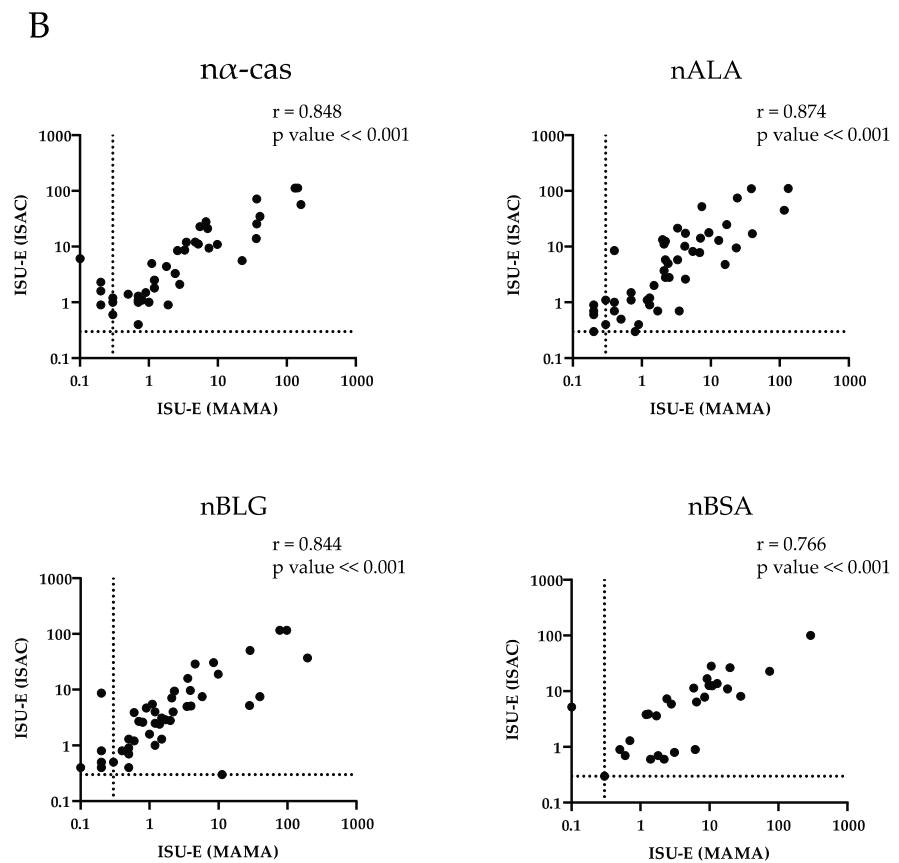 B
nα-cas
r = 0.848
p value << 0.001
1000
100
10
1
0.1
ISU-E (ISAC)
0.1 1 10 100 1000
ISU-E (MAMA)
nALA
r = 0.874
p value << 0.001
1000
100
10
1
0.1
ISU-E (ISAC)
0.1 1 10 100 1000
ISU-E (MAMA)
nBLG
r = 0.844
p value << 0.001
1000
100
10
1
0.1
ISU-E (ISAC)
0.1 1 10 100 1000
ISU-E (MAMA)
nBSA
r = 0.766
p value << 0.001
1000
100
10
1
0.1
ISU-E (ISAC)
0.1 1 10 100 1000
ISU-E (MAMA)